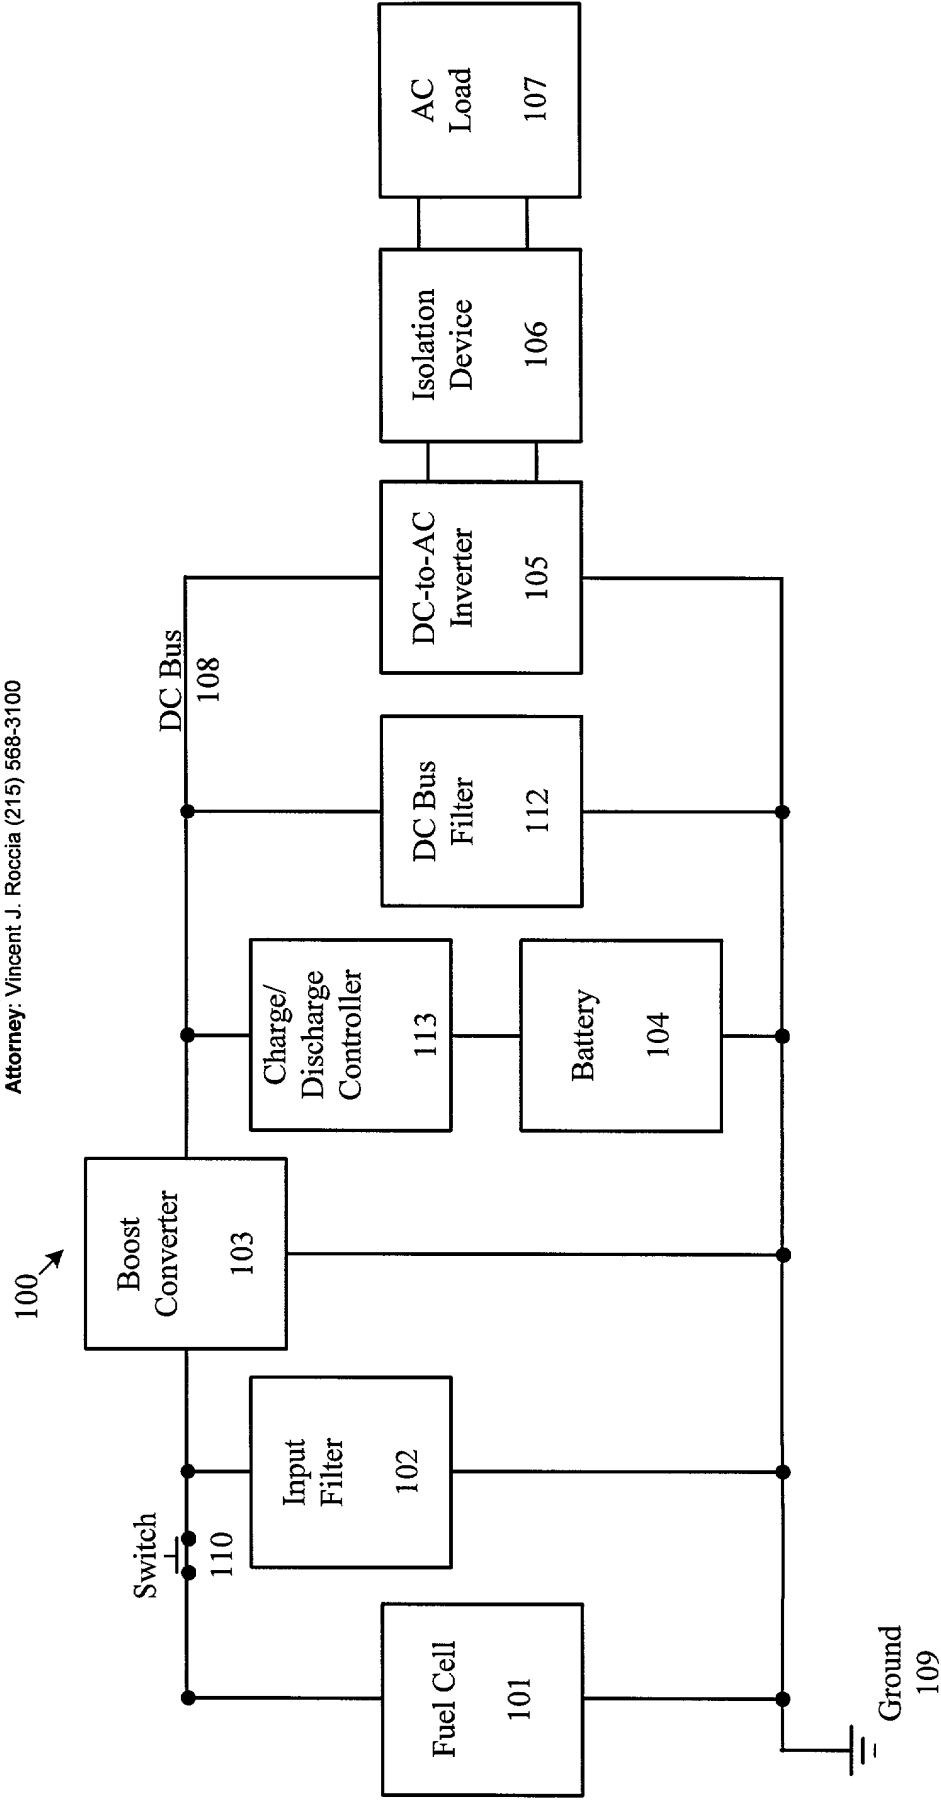 Attorney: Vincent J. Roccia (215) 568-3100
100
Switch
110
Boost
Converter
103
DC Bus
108
Input
Filter
102
Charge/
Discharge
Controller
113
Fuel Cell
101
Battery
104
DC Bus
Filter
112
DC-to-AC
Inverter
105
Isolation
Device
106
AC
Load
107
Ground
109